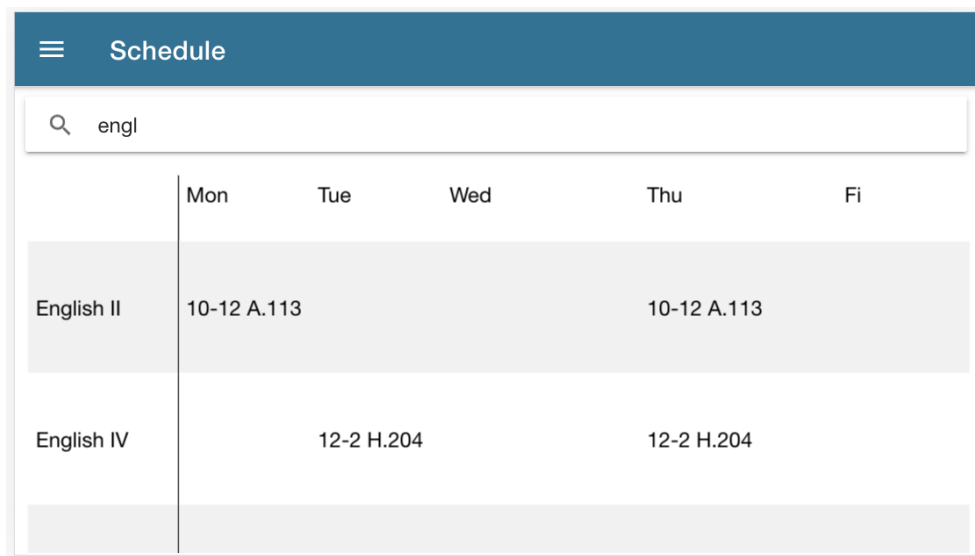 Schedule
engl
Mon Tue Wed Thu Fi
English II 10-12 A.113 10-12 A.113
English IV 12-2 H.204 12-2 H.204